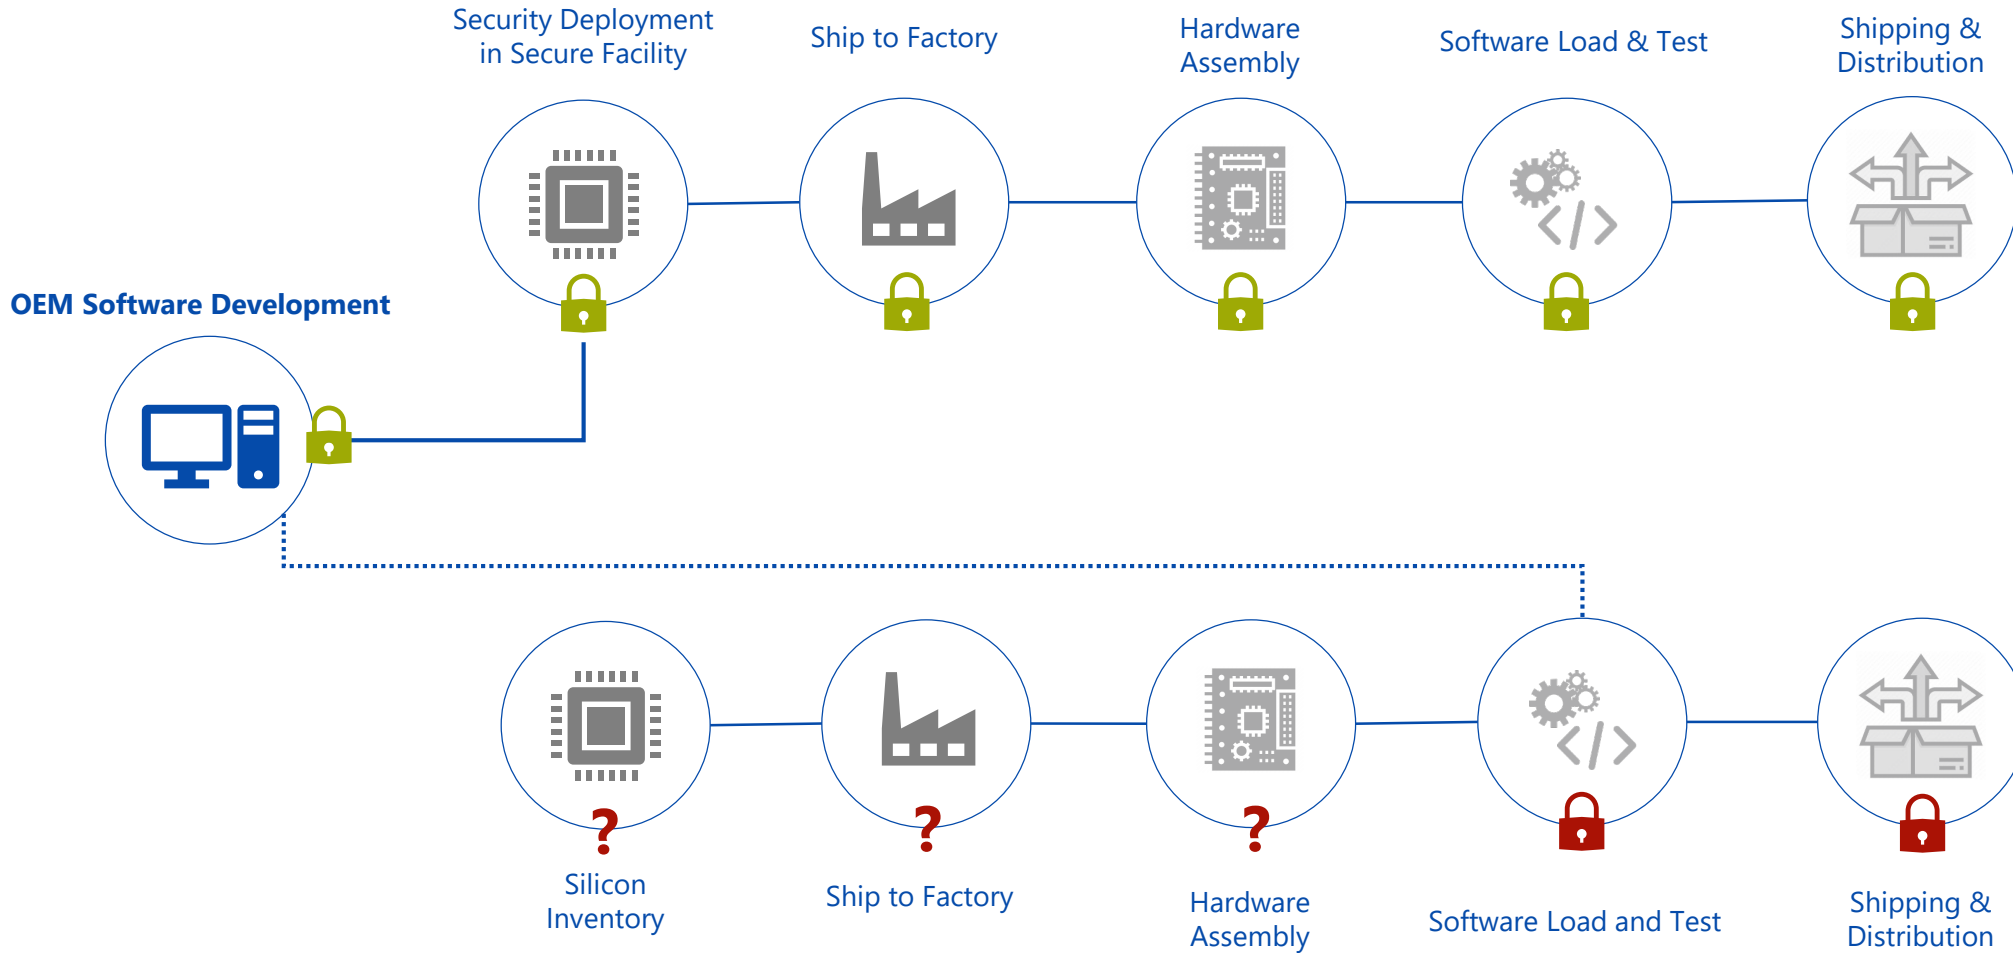 Security Deployment
in Secure Facility
Ship to Factory
Hardware
Assembly
Software Load & Test
Shipping &
Distribution
OEM Software Development
</>
</>
? ? ?
Silicon
Inventory
Ship to Factory
Hardware
Assembly
Software Load and Test
Shipping &
Distribution